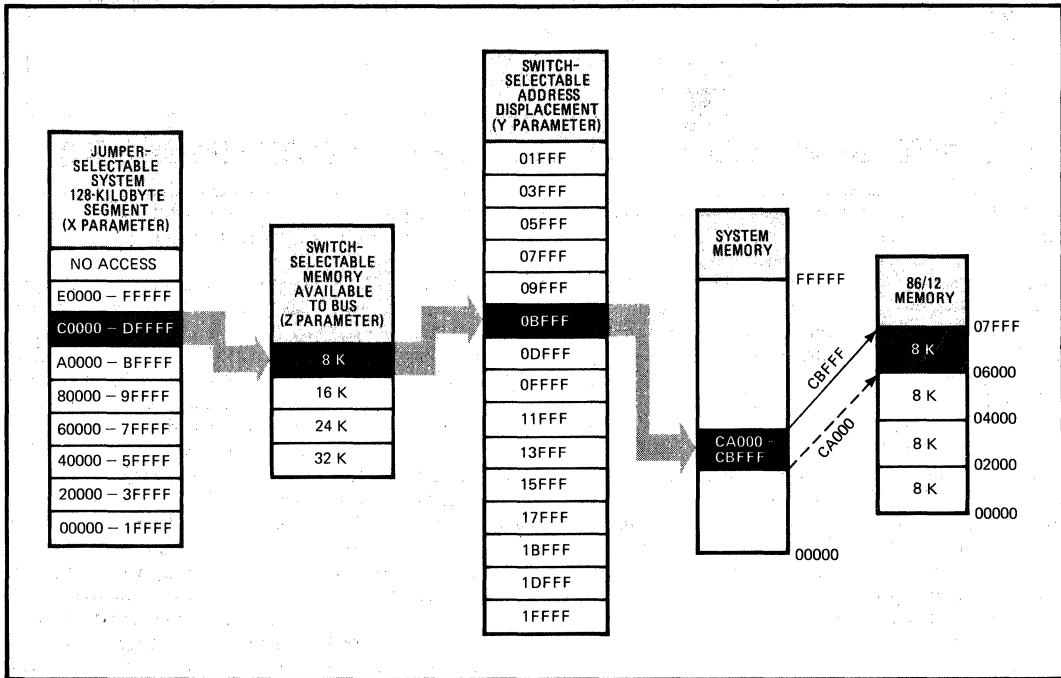 JUMPER-
SELECTABLE
SYSTEM
128-KILOBYTE
SEGMENT
(X PARAMETER)
NO ACCESS
E0000 – FFFFF
C0000 – DFFFF
A0000 – BFFFF
80000 – 9FFFF
60000 – 7FFFF
40000 – 5FFFF
20000 – 3FFFF
00000 – 1FFFF
SWITCH-
SELECTABLE
MEMORY
AVAILABLE
TO BUS
(Z PARAMETER)
8 K
16 K
24 K
32 K
SWITCH-
SELECTABLE
ADDRESS
DISPLACEMENT
(Y PARAMETER)
01FFF
03FFF
05FFF
07FFF
09FFF
0BFFF
0DFFF
0FFFF
11FFF
13FFF
15FFF
17FFF
1BFFF
1DFFF
1FFFF
SYSTEM
MEMORY
FFFFF
CA000 –
CBFFF
00000
CBFFF
CA000
86/12
MEMORY
07FFF
8 K
06000
8 K
04000
8 K
02000
8 K
00000